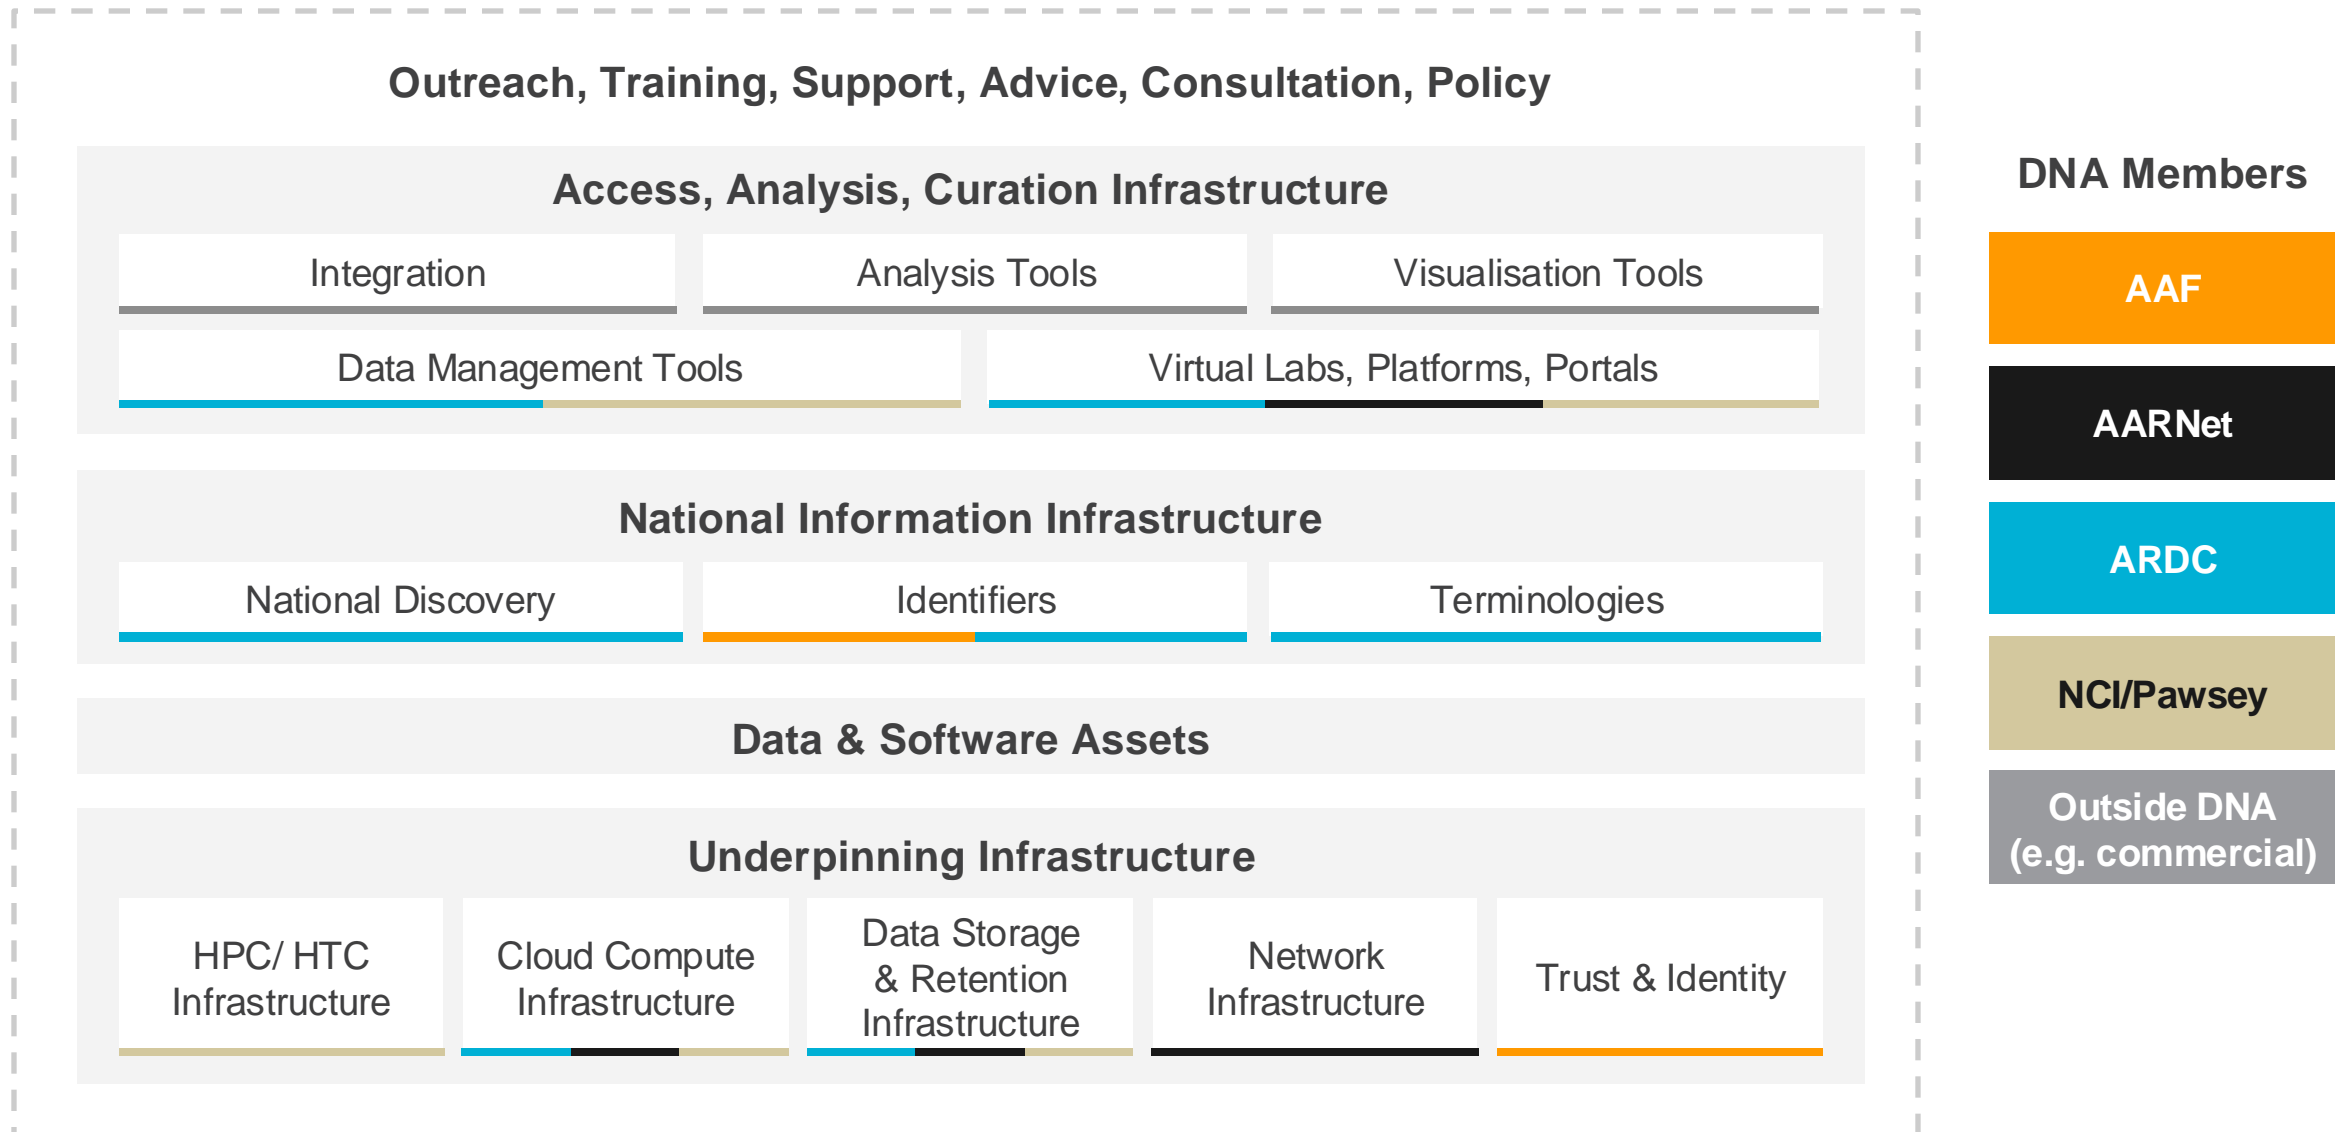 Outreach, Training, Support, Advice, Consultation, Policy
Access, Analysis, Curation Infrastructure
Integration
Analysis Tools
Visualisation Tools
Data Management Tools
Virtual Labs, Platforms, Portals
National Information Infrastructure
National Discovery
Identifiers
Terminologies
Data & Software Assets
Underpinning Infrastructure
HPC/ HTC
Infrastructure
Cloud Compute
Infrastructure
Data Storage
& Retention
Infrastructure
Network
Infrastructure
Trust & Identity
DNA Members
AAF
AARNet
ARDC
NCI/Pawsey
Outside DNA
(e.g. commercial)